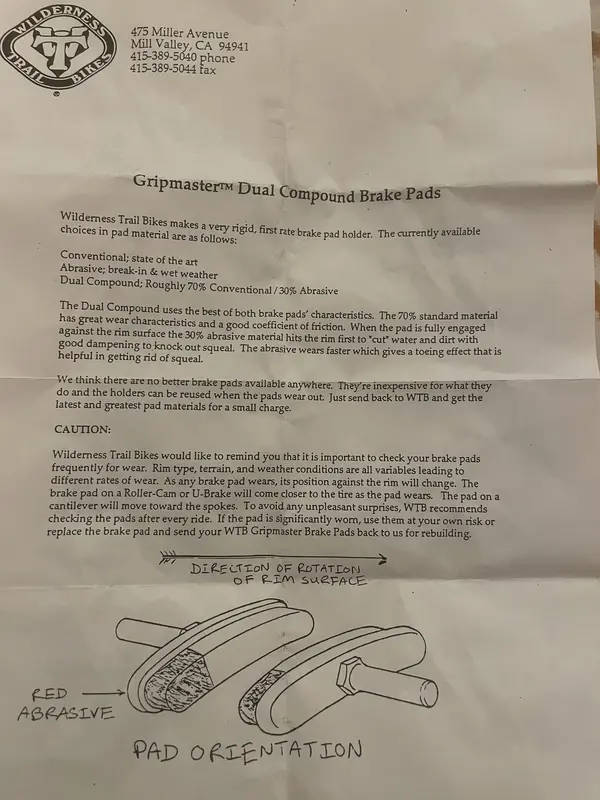 WILDERNESS
TRAIL BIKES
®
475 Miller Avenue
Mill Valley, CA 94941
415-389-5040 phone
415-389-5044 fax
Gripmaster™ Dual Compound Brake Pads
Wilderness Trail Bikes makes a very rigid, first rate brake pad holder. The currently available
choices in pad material are as follows:
Conventional; state of the art
Abrasive; break-in & wet weather
Dual Compound; Roughly 70% Conventional/30% Abrasive
The Dual Compound uses the best of both brake pads' characteristics. The 70% standard material
has great wear characteristics and a good coefficient of friction. When the pad is fully engaged
against the rim surface the 30% abrasive material hits the rim first to "cut" water and dirt with
good dampening to knock out squeal. The abrasive wears faster which gives a toeing effect that is
helpful in getting rid of squeal.
We think there are no better brake pads available anywhere. They're inexpensive for what they
do and the holders can be reused when the pads wear out. Just send back to WTB and get the
latest and greatest pad materials for a small charge.
CAUTION:
Wilderness Trail Bikes would like to remind you that it is important to check your brake pads
frequently for wear. Rim type, terrain, and weather conditions are all variables leading to
different rates of wear. As any brake pad wears, its position against the rim will change. The
brake pad on a Roller-Cam or U-Brake will come closer to the tire as the pad wears. The pad on a
cantilever will move toward the spokes. To avoid any unpleasant surprises, WTB recommends
checking the pads after every ride. If the pad is significantly worn, use them at your own risk or
replace the brake pad and send your WTB Gripmaster Brake Pads back to us for rebuilding.
DIRECTION OF ROTATION
OF RIM SURFACE
RED
ABRASIVE
PAD ORIENTATION